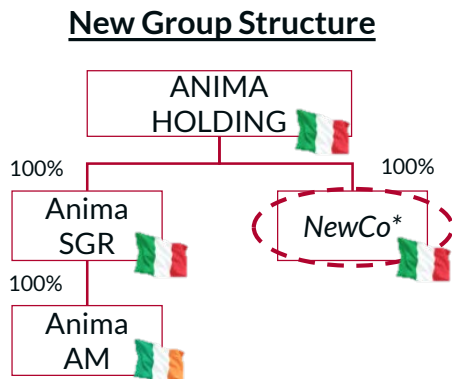 New Group Structure
ANIMA
HOLDING
100%
100%
Anima
SGR
NewCo*
100%
Anima
AM